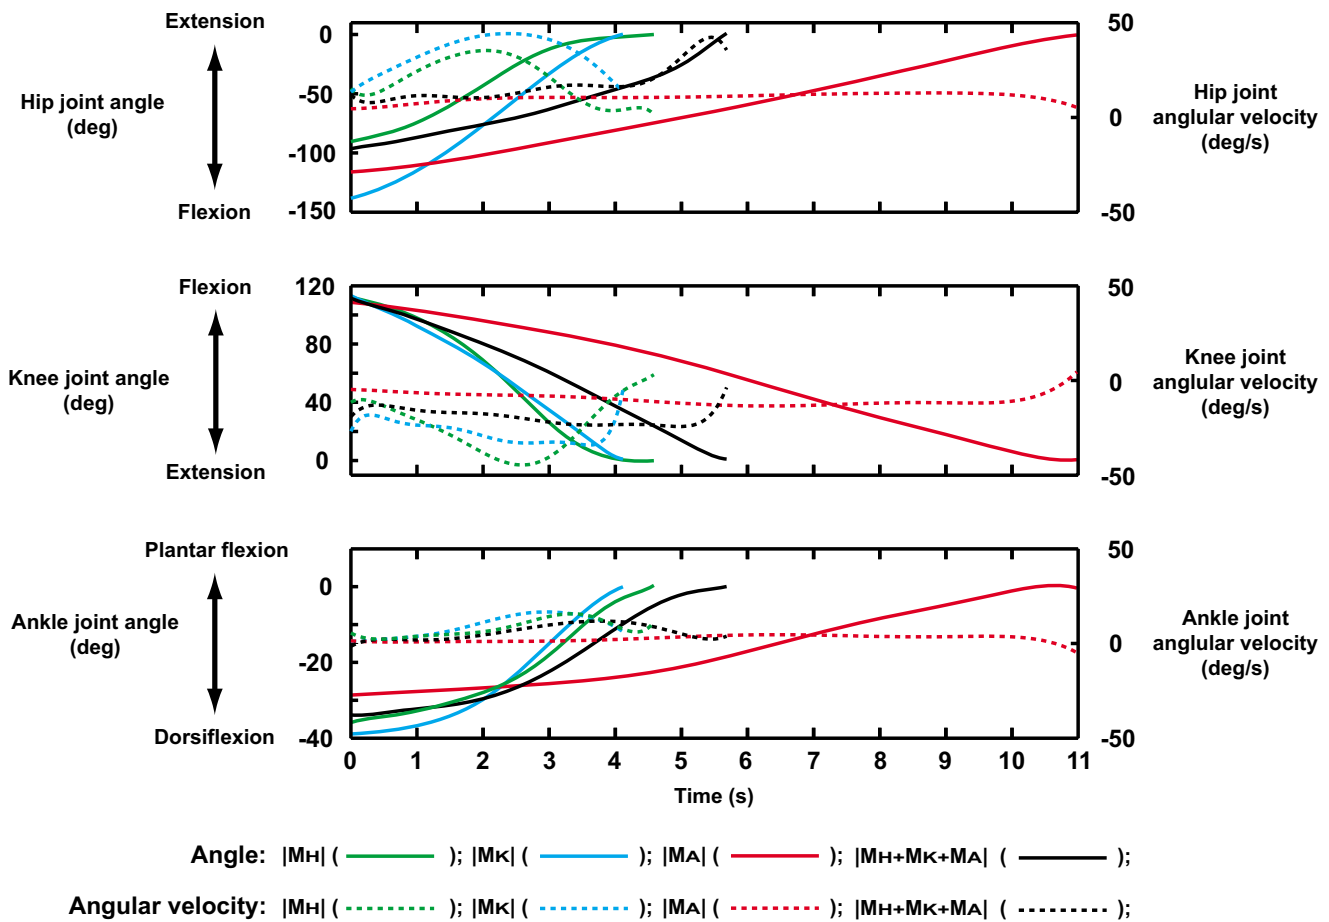 Extension
0
50
-50
Hip joint angle
(deg)
Hip joint
anglular velocity
(deg/s)
0
-100
Flexion
-150
-50
Flexion
120
50
80
Knee joint angle
(deg)
Knee joint
anglular velocity
(deg/s)
0
40
Extension
0
-50
Plantar flexion
50
0
Ankle joint angle
(deg)
Ankle joint
anglular velocity
(deg/s)
0
-20
Dorsiflexion
-40
-50
0 1 2 3 4 5 6 7 8 9 10 11
Time (s)
Angle: |MH| ( ); |MK| ( ); |MA| ( ); |MH+MK+MA| ( );
Angular velocity: |MH| ( ); |MK| ( ); |MA| ( ); |MH+MK+MA| ( );